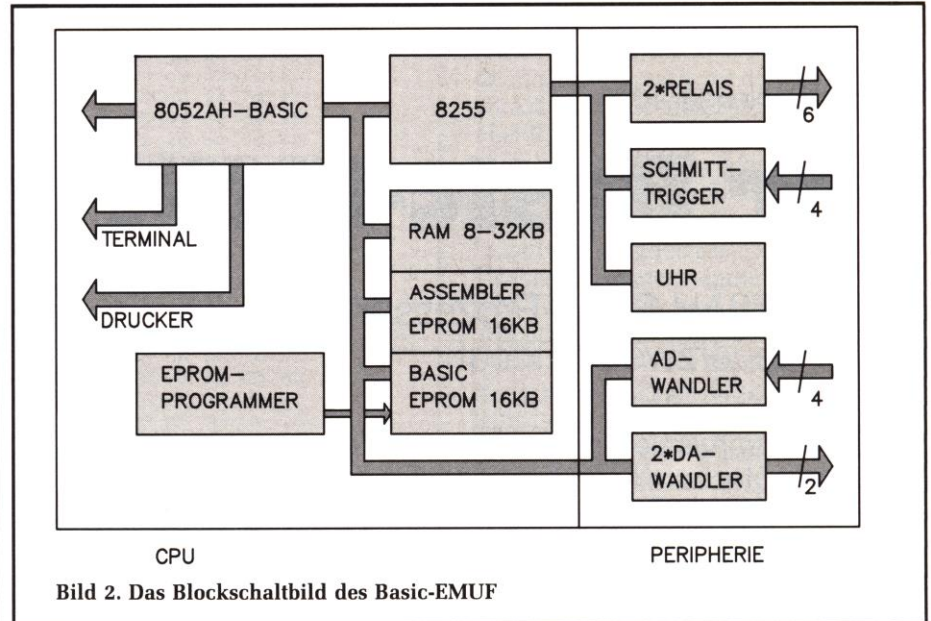 8052AH-BASIC
8255
2*RELAIS
6
SCHMITT-
TRIGGER
4
TERMINAL
RAM 8-32KB
UHR
DRUCKER
ASSEMBLER
EPROM 16KB
EPROM-
PROGRAMMER
BASIC
EPROM 16KB
AD-
WANDLER
4
2*DA-
WANDLER
2
CPU
PERIPHERIE
Bild 2. Das Blockschaltbild des Basic-EMUF